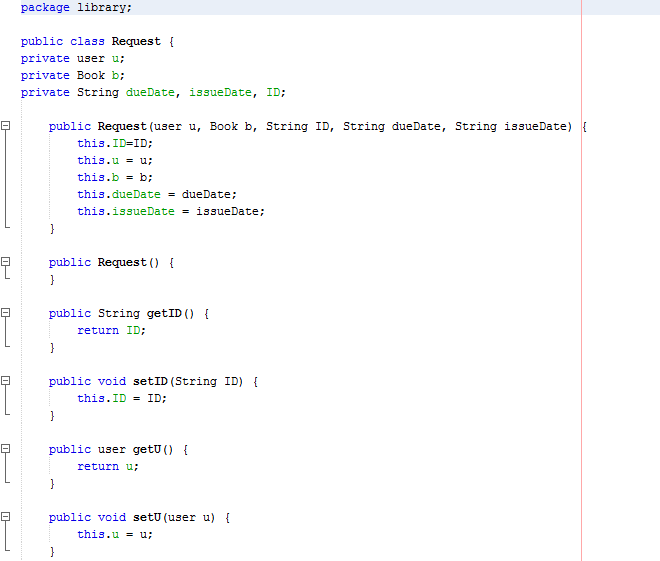 package library;
public class Request {
private user u;
private Book b;
private String dueDate, issueDate, ID;
public Request(user u, Book b, String ID, String dueDate, String issueDate) {
this.ID=ID;
this.u = u;
this.b = b;
this.dueDate = dueDate;
this.issueDate = issueDate;
}
public Request() {
}
public String getID() {
return ID;
}
public void setID(String ID) {
this.ID = ID;
}
public user getU() {
return u;
}
public void setU(user u) {
this.u = u;
}